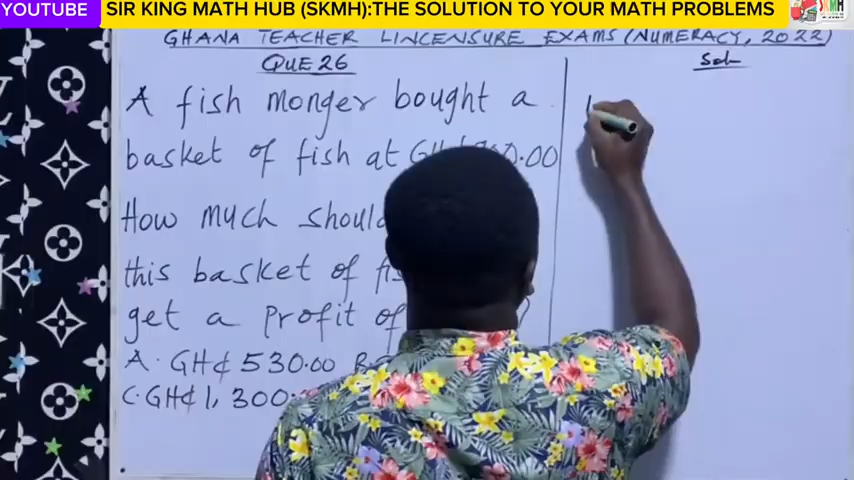 YOUTUBE
SIR KING MATH HUB (SKMH):THE SOLUTION TO YOUR MATH PROBLEMS
SKMH
GHANA TEACHER LINCENSURE EXAMS (NUMERACY, 2022)
QUE 26
Soln
A fish monger bought a
basket of fish at
How much
this basket of
get a profit of
A. GH₵ 530.00
C. GH₵ 1, 300